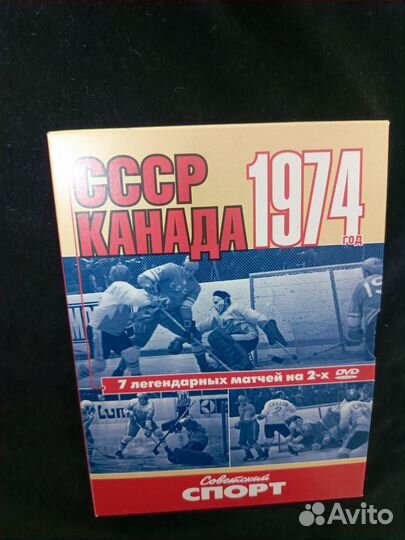 СССР
КАНАДА
1974
год
7 легендарных матчей на 2-х DVD
Советский
СПОРТ
Avito